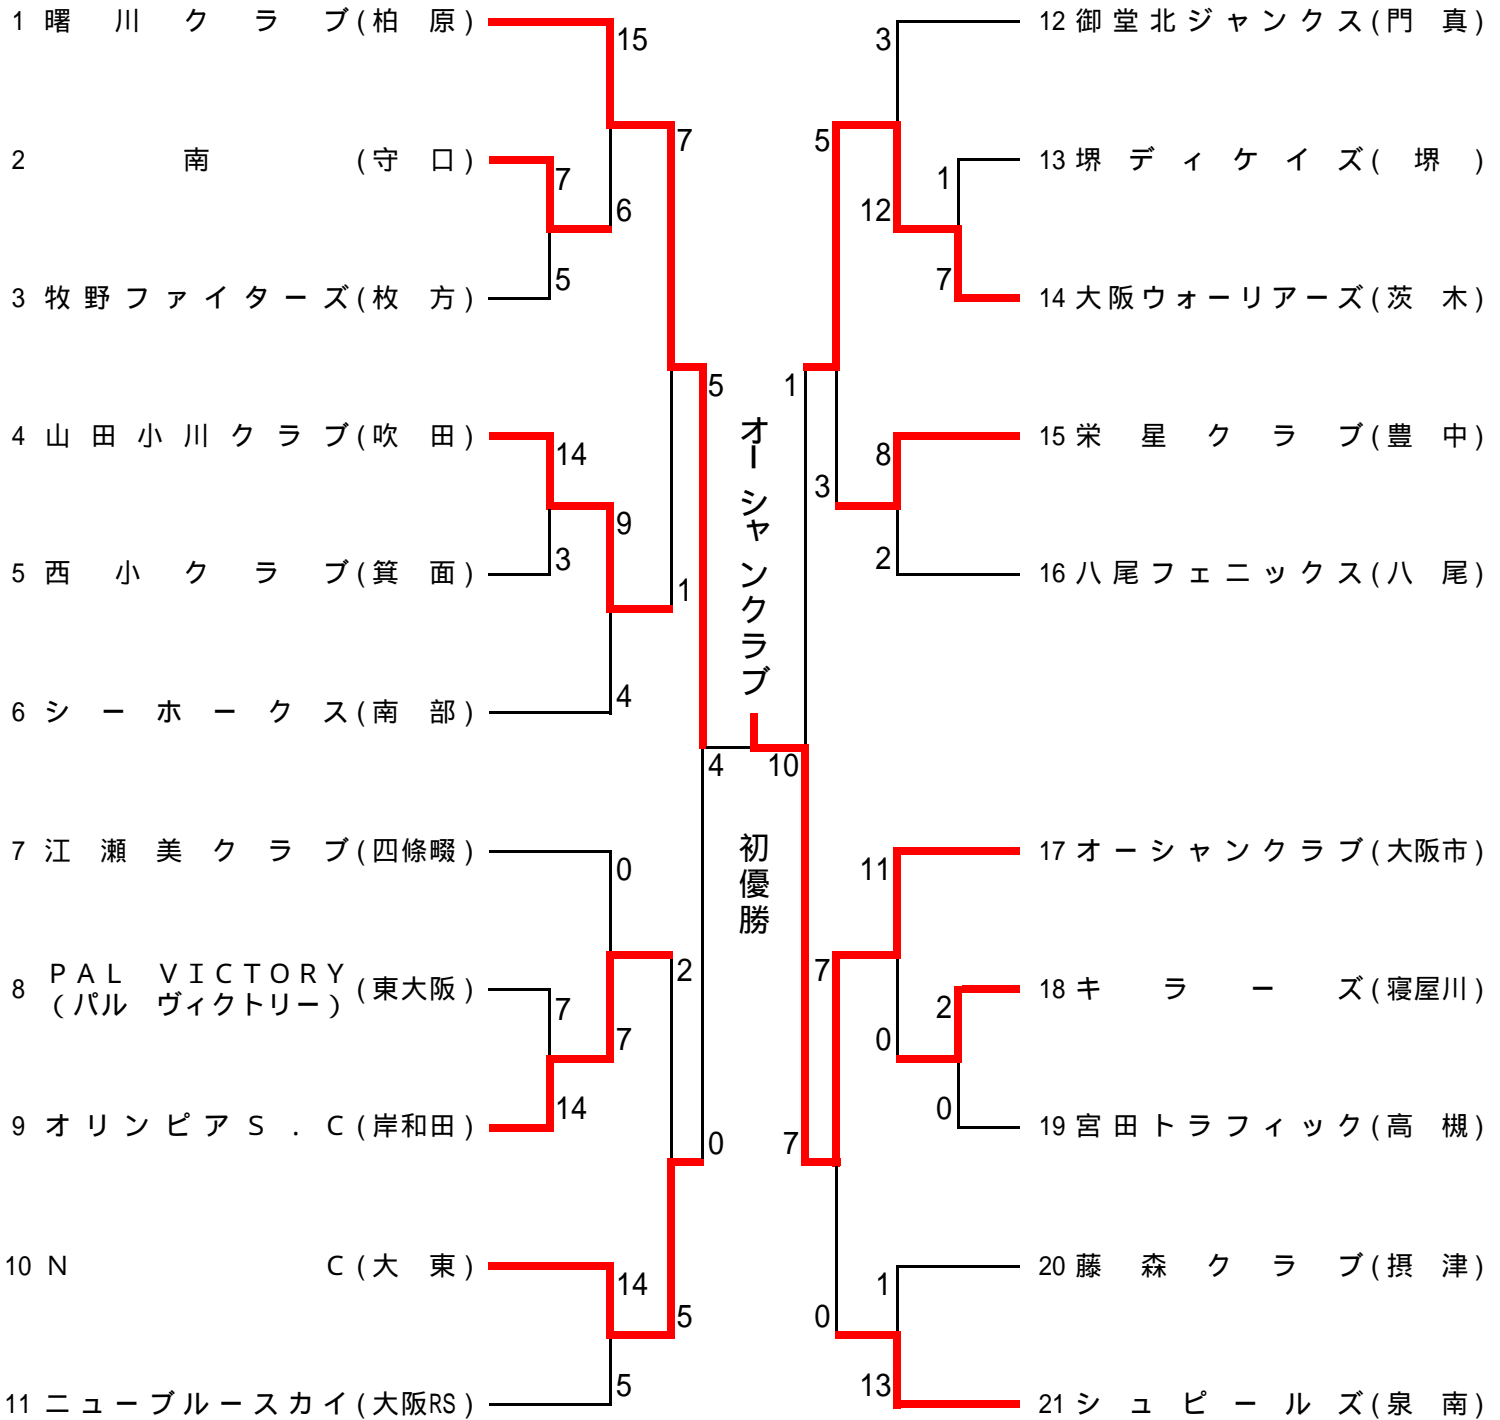 1 曙川クラブ(柏原)
15
7
2 南(守口)
7
6
3 牧野ファイターズ(枚方)
5
5
4 山田小川クラブ(吹田)
14
9
5 西小クラブ(箕面)
3
1
6 シーホークス(南部)
4
4
7 江瀬美クラブ(四條畷)
0
2
8 PAL VICTORY
(パル ヴィクトリー)
(東大阪)
7
7
9 オリンピアS.C(岸和田)
14
0
10 NC(大東)
14
5
11 ニューブルースカイ(大阪RS)
5
オーシャンクラブ
初優勝
12 御堂北ジャンクス(門真)
3
5
13 堺ディケイズ(堺)
1
12
14 大阪ウォーリアーズ(茨木)
7
1
15 栄星クラブ(豊中)
8
3
16 八尾フェニックス(八尾)
2
10
17 オーシャンクラブ(大阪市)
11
7
18 キラーズ(寝屋川)
2
0
19 宮田トラフィック(高槻)
0
7
20 藤森クラブ(摂津)
1
0
21 シュピールズ(泉南)
13